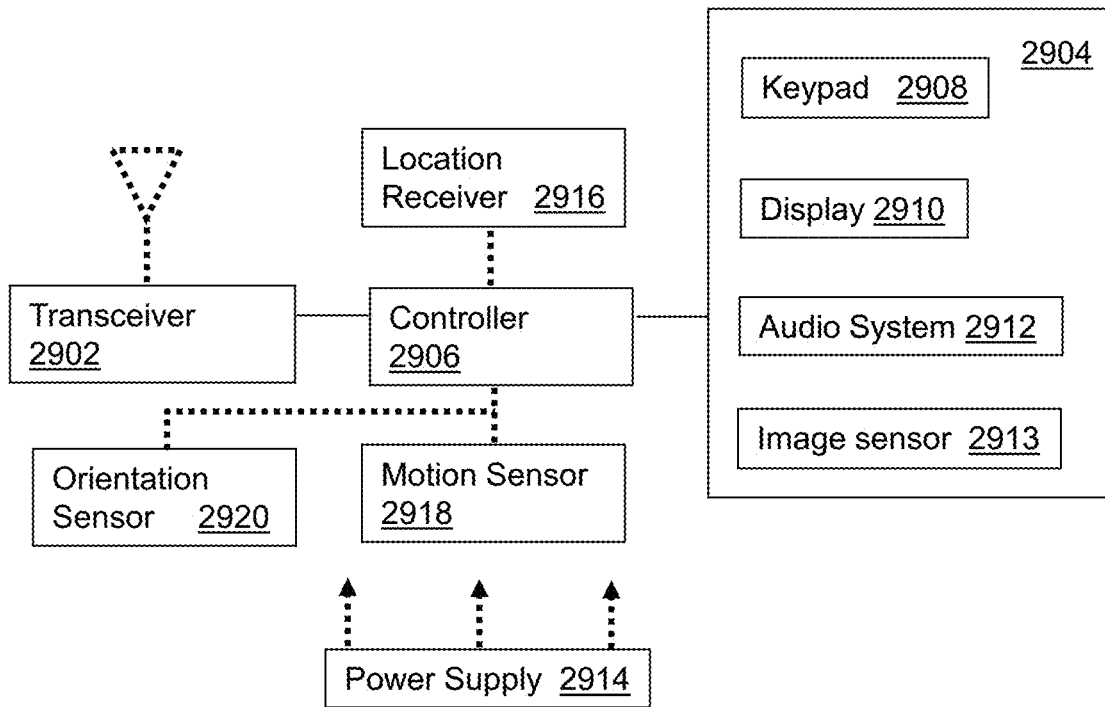 2904
Keypad 2908
Location
Receiver 2916
Display 2910
Transceiver
2902
Controller
2906
Audio System 2912
Image sensor 2913
Orientation
Sensor 2920
Motion Sensor
2918
Power Supply 2914